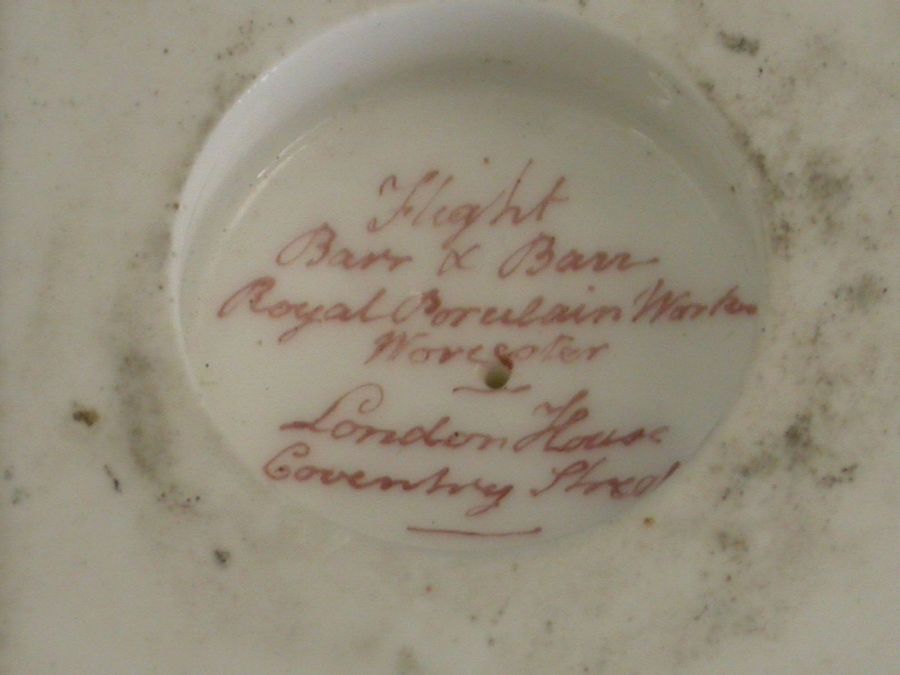 Flight
Barr & Barr
Royal Porcelain Works
Worcester
London House
Coventry Street